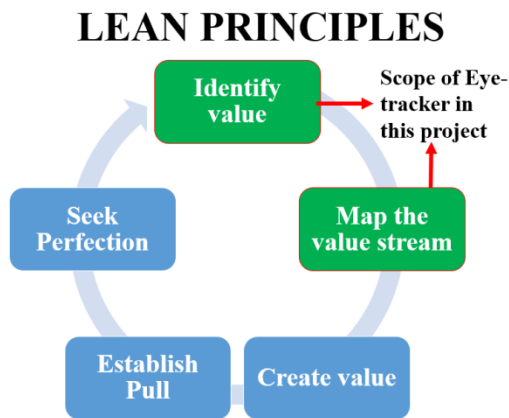 LEAN PRINCIPLES
Identify
value
Scope of Eye-
tracker in
this project
Map the
value stream
Create value
Establish
Pull
Seek
Perfection